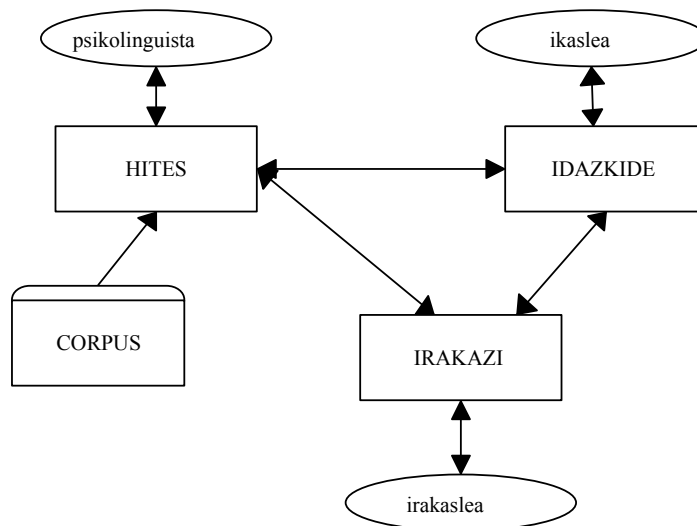 psikolinguista
ikaslea
HITES
IDAZKIDE
CORPUS
IRAKAZI
irakaslea